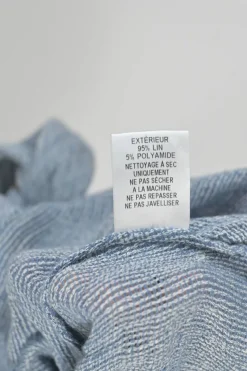 EXTÉRIEUR
95% LIN
5% POLYAMIDE
NETTOYAGE À SEC
UNIQUEMENT
NE PAS SÉCHER
A LA MACHINE
NE PAS REPASSER
NE PAS JAVELLISER